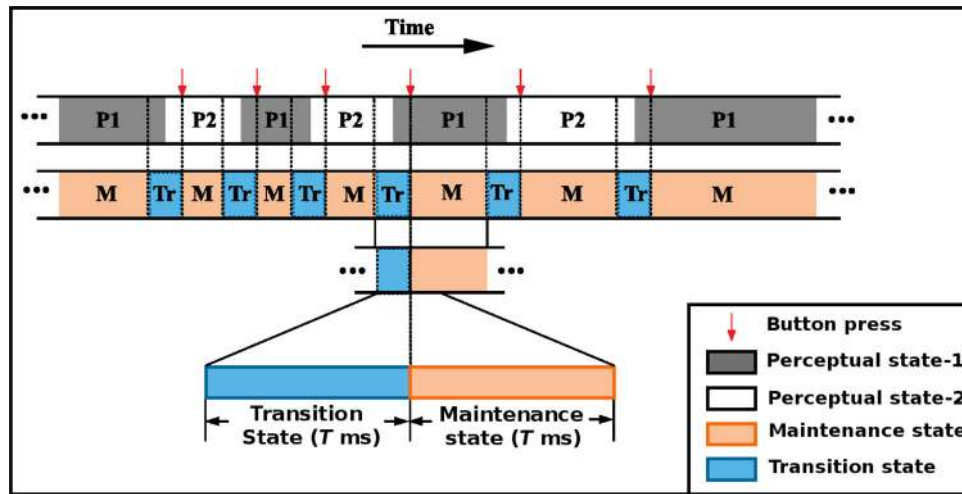 Time
••• P1 P2 P1 P2 P1 P2 P1 •••
••• M Tr M Tr M Tr M Tr M Tr M Tr M •••
••• •••
Transition
State (T ms)
Maintenance
state (T ms)
Button press
Perceptual state-1
Perceptual state-2
Maintenance state
Transition state